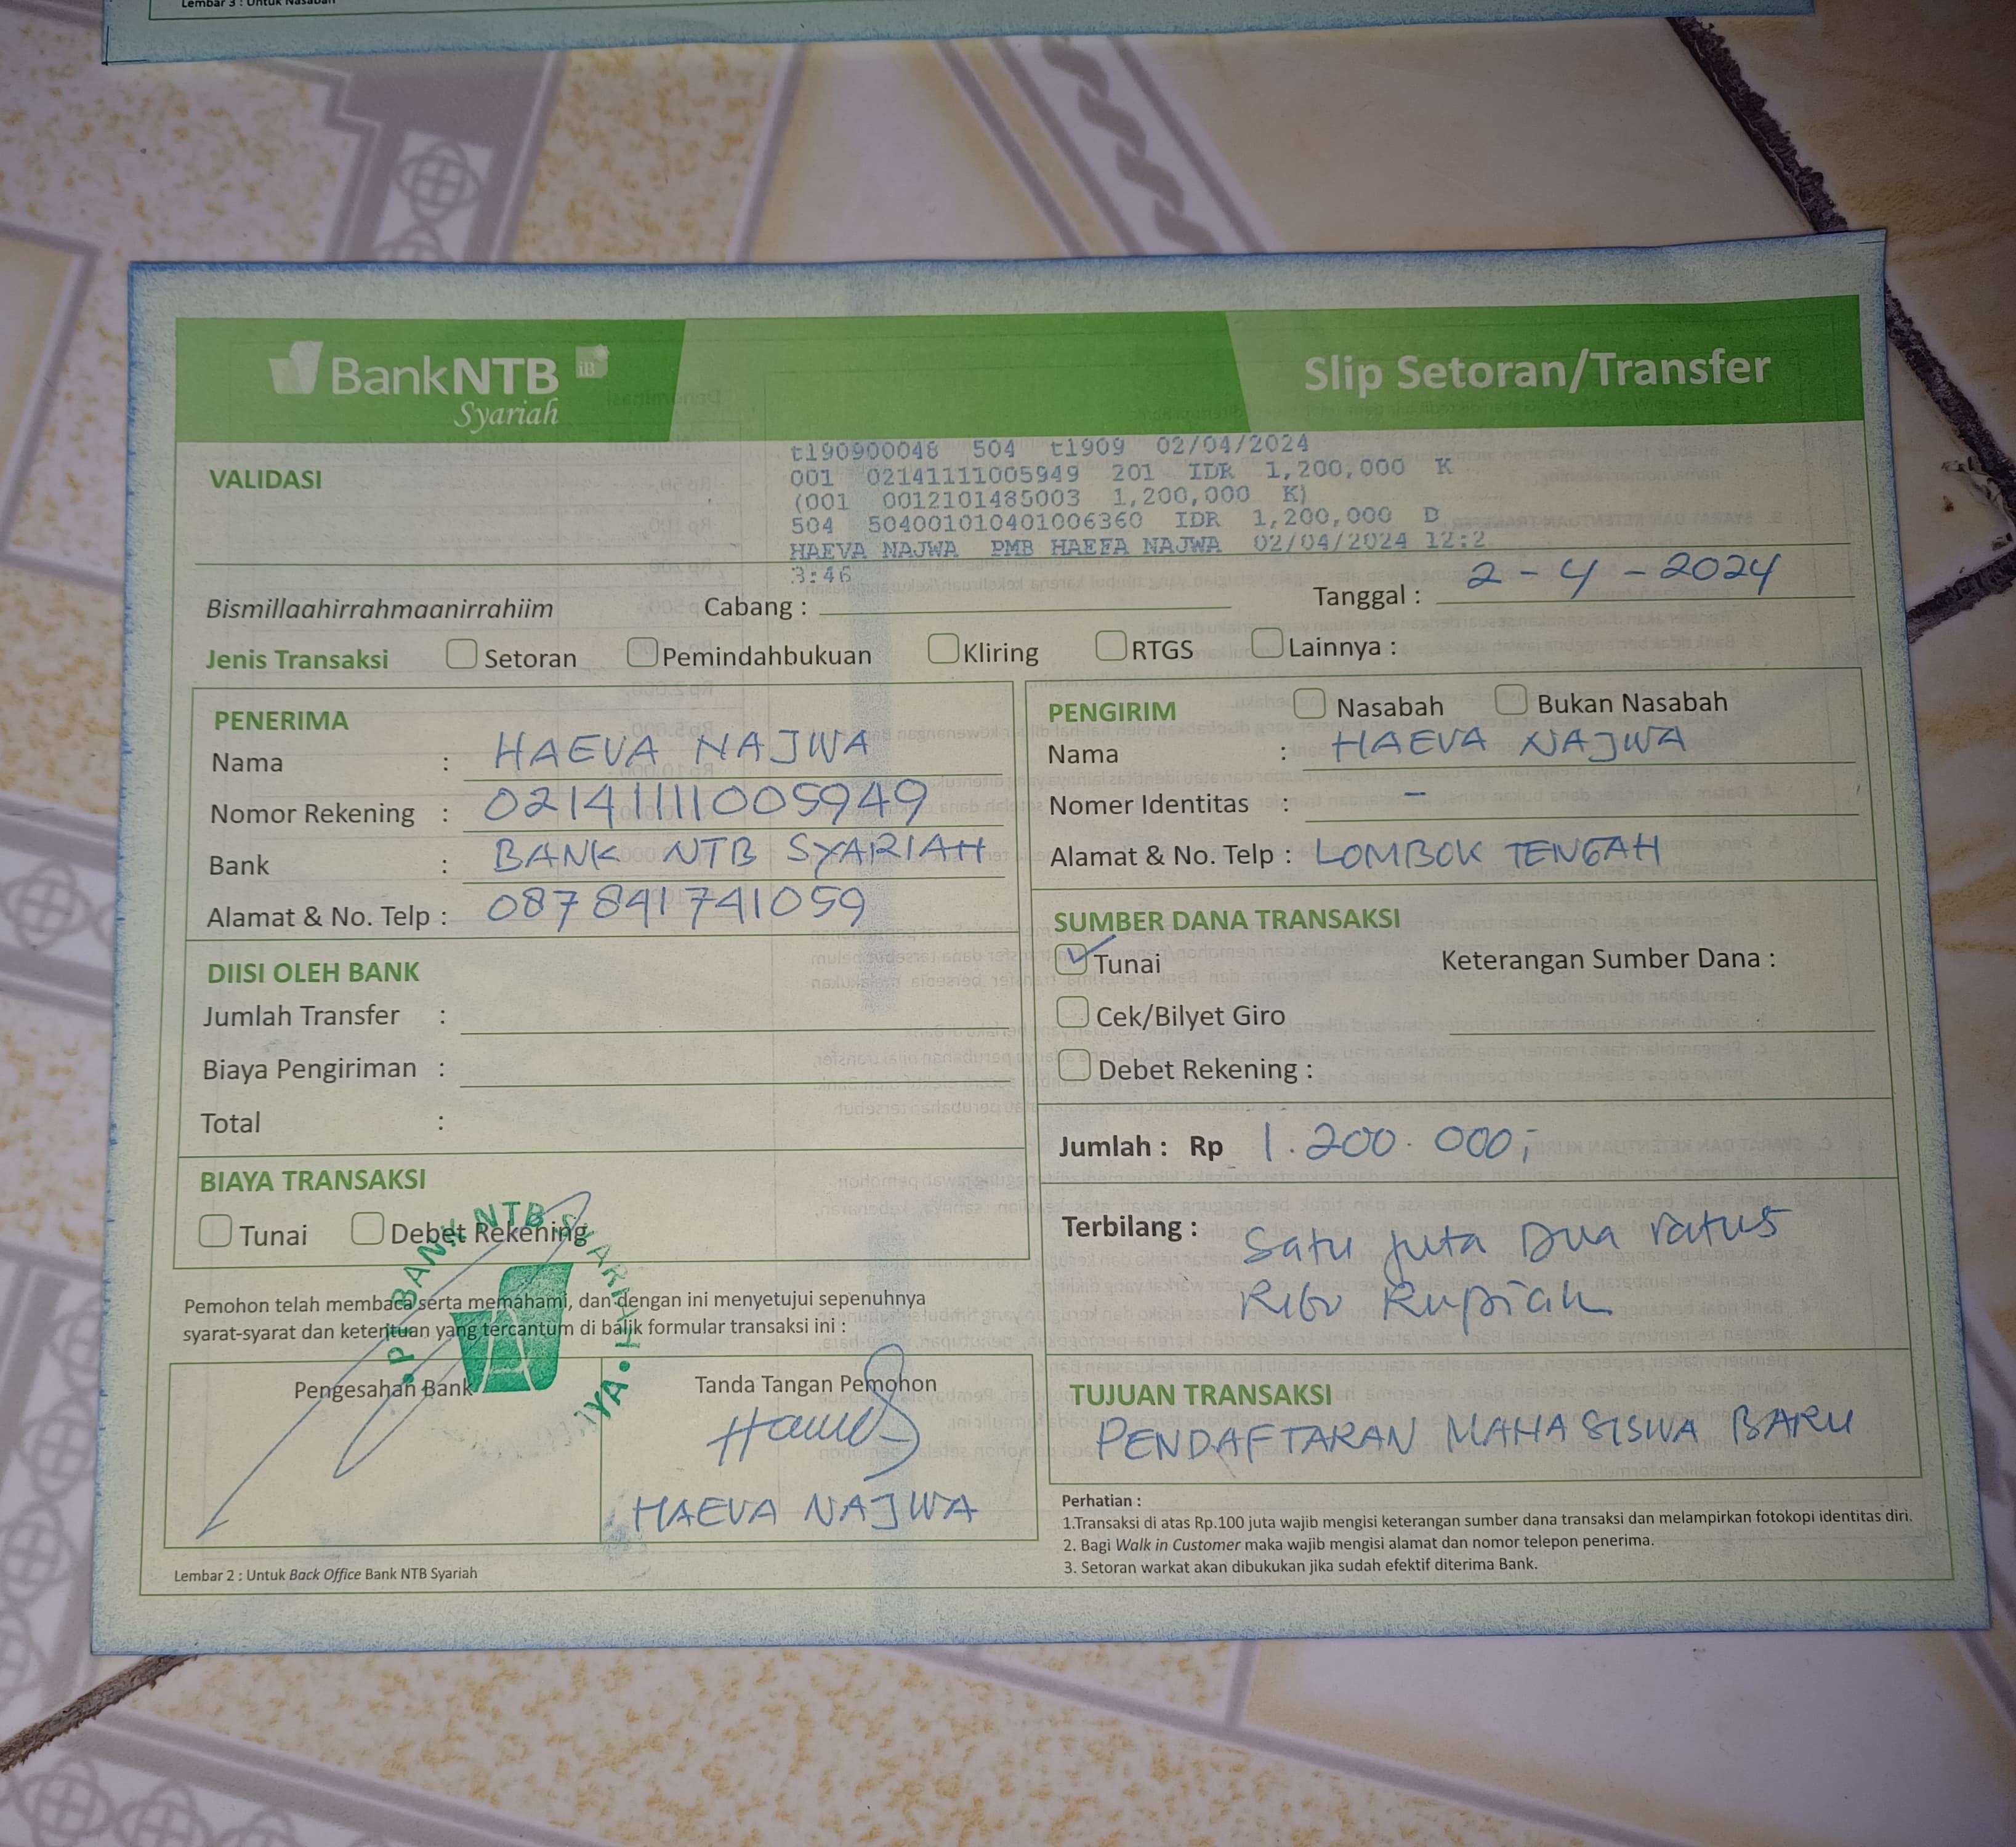 Lembar 3 : Untuk Nasabah
BankNTB iB
Syariah
Slip Setoran/Transfer
VALIDASI
t190900048 504 t1909 02/04/2024
001 02141111005949 201 IDR 1,200,000 K
(001 0012101485003 1,200,000 K)
504 504001010401006360 IDR 1,200,000 D
HAEVA NAJWA PMB HAEFA NAJWA 02/04/2024 12:2
3:46
Bismillaahirrahmaanirrahiim Cabang : Tanggal : 2 - 4 - 2024
Jenis Transaksi Setoran Pemindahbukuan Kliring RTGS Lainnya :
PENERIMA
Nama : HAEVA NAJWA
Nomor Rekening : 02141111005949
Bank : BANK NTB SYARIAH
Alamat & No. Telp : 087841741059
DIISI OLEH BANK
Jumlah Transfer :
Biaya Pengiriman :
Total :
BIAYA TRANSAKSI
Tunai Debet Rekening
Pemohon telah membaca serta memahami, dan dengan ini menyetujui sepenuhnya
syarat-syarat dan ketentuan yang tercantum di balik formular transaksi ini :
Pengesahan Bank
BANK NTB SYARIAH
Tanda Tangan Pemohon
HAEVA NAJWA
Lembar 2 : Untuk Back Office Bank NTB Syariah
PENGIRIM Nasabah Bukan Nasabah
Nama : HAEVA NAJWA
Nomer Identitas : -
Alamat & No. Telp : LOMBOK TENGAH
SUMBER DANA TRANSAKSI
Tunai Keterangan Sumber Dana :
Cek/Bilyet Giro
Debet Rekening :
Jumlah : Rp 1.200.000,-
Terbilang : Satu juta Dua ratus
Ribu Rupiah
TUJUAN TRANSAKSI
PENDAFTARAN MAHASISWA BARU
Perhatian :
1.Transaksi di atas Rp.100 juta wajib mengisi keterangan sumber dana transaksi dan melampirkan fotokopi identitas diri.
2. Bagi Walk in Customer maka wajib mengisi alamat dan nomor telepon penerima.
3. Setoran warkat akan dibukukan jika sudah efektif diterima Bank.